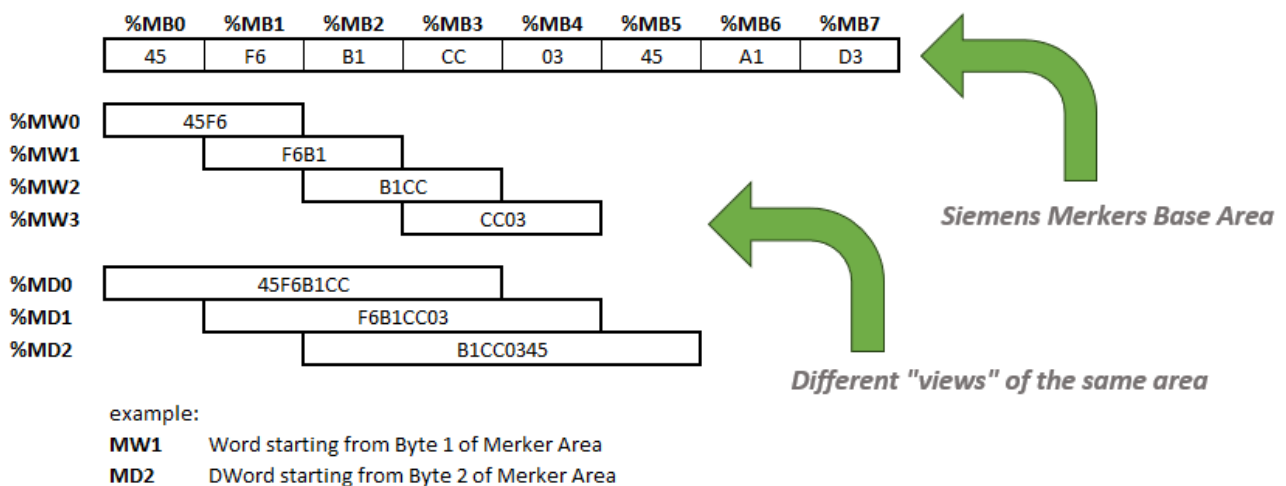 %MB0 %MB1 %MB2 %MB3 %MB4 %MB5 %MB6 %MB7
45 F6 B1 CC 03 45 A1 D3
%MW0 45F6
%MW1 F6B1
%MW2 B1CC
%MW3 CC03
Siemens Merkers Base Area
%MD0 45F6B1CC
%MD1 F6B1CC03
%MD2 B1CC0345
Different "views" of the same area
example:
MW1 Word starting from Byte 1 of Merker Area
MD2 DWord starting from Byte 2 of Merker Area